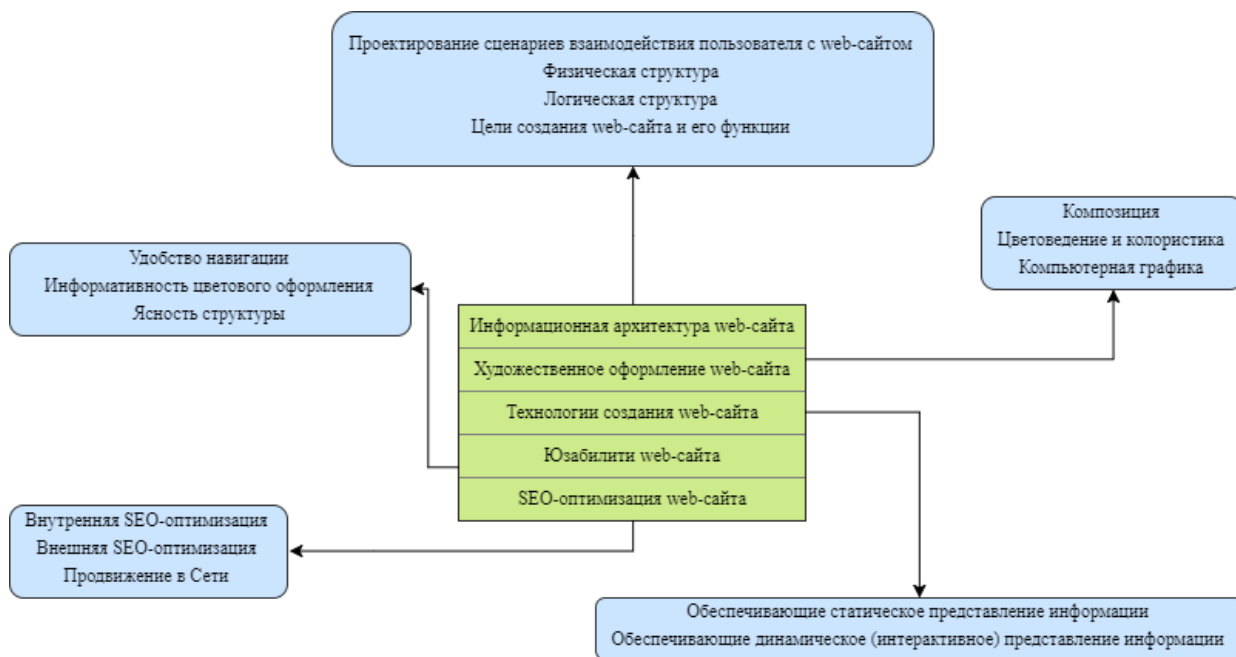 Проектирование сценариев взаимодействия пользователя с web-сайтом
Физическая структура
Логическая структура
Цели создания web-сайта и его функции
Композиция
Цветоведение и колористика
Компьютерная графика
Удобство навигации
Информативность цветового оформления
Ясность структуры
Информационная архитектура web-сайта
Художественное оформление web-сайта
Технологии создания web-сайта
Юзабилити web-сайта
SEO-оптимизация web-сайта
Внутренняя SEO-оптимизация
Внешняя SEO-оптимизация
Продвижение в Сети
Обеспечивающие статическое представление информации
Обеспечивающие динамическое (интерактивное) представление информации